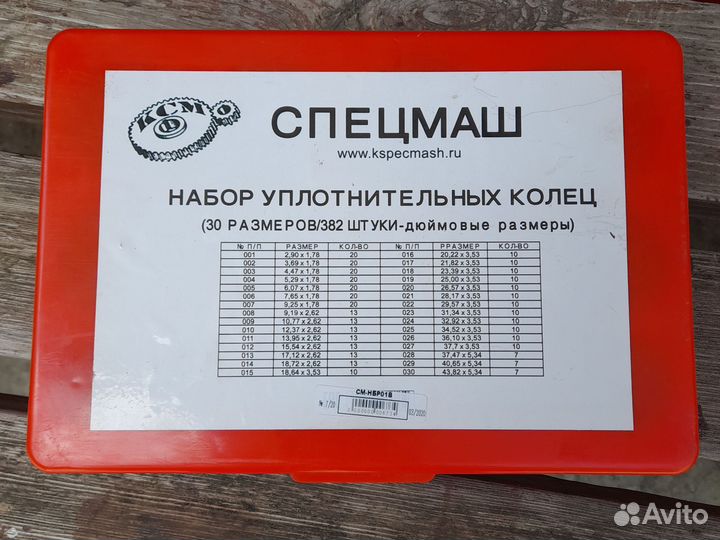 КСМ
СПЕЦМАШ
www.kspecmash.ru
НАБОР УПЛОТНИТЕЛЬНЫХ КОЛЕЦ
(30 РАЗМЕРОВ/382 ШТУКИ-дюймовые размеры)
№ П/П РАЗМЕР КОЛ-ВО № П/П РРАЗМЕР КОЛ-ВО
001 2,90 x 1,78 20 016 20,22 x 3,53 10
002 3,69 x 1,78 20 017 21,82 x 3,53 10
003 4,47 x 1,78 20 018 23,39 x 3,53 10
004 5,29 x 1,78 20 019 25,00 x 3,53 10
005 6,07 x 1,78 20 020 26,57 x 3,53 10
006 7,65 x 1,78 20 021 28,17 x 3,53 10
007 9,25 x 1,78 20 022 29,57 x 3,53 10
008 9,19 x 2,62 13 023 31,34 x 3,53 10
009 10,77 x 2,62 13 024 32,92 x 3,53 10
010 12,37 x 2,62 13 025 34,52 x 3,53 10
011 13,95 x 2,62 13 026 36,10 x 3,53 10
012 15,54 x 2,62 13 027 37,7 x 3,53 10
013 17,12 x 2,62 13 028 37,47 x 5,34 7
014 18,72 x 2,62 13 029 40,65 x 5,34 7
015 18,64 x 3,53 10 030 43,82 x 5,34 7
СМ-НБР01В
03/2020
Avito